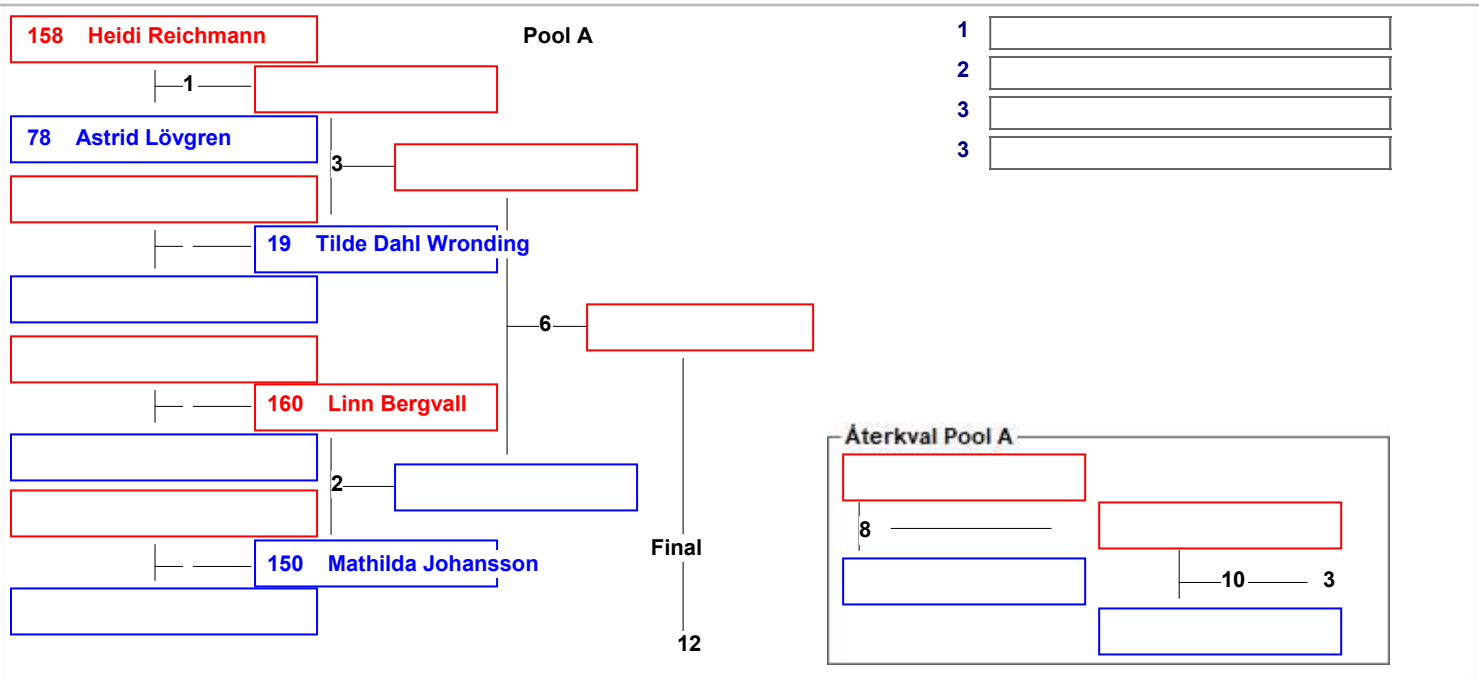 158 Heidi Reichmann
Pool A
1
1
2
78 Astrid Lövgren
3
3
3
19 Tilde Dahl Wronding
6
160 Linn Bergvall
2
150 Mathilda Johansson
Final
12
Återkval Pool A
8
10 3